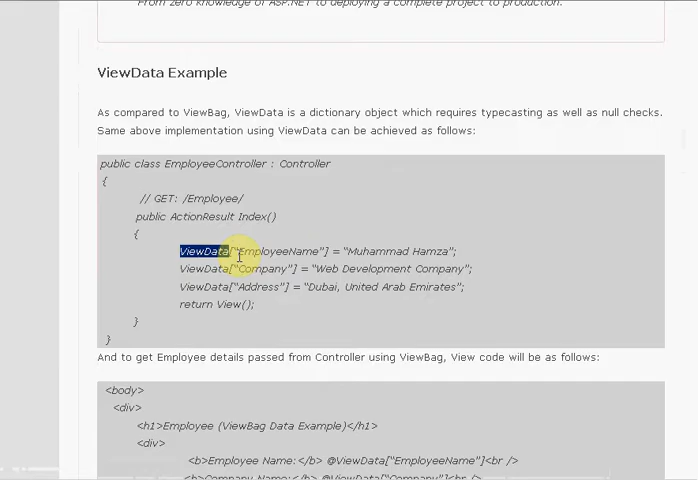 From zero knowledge of ASP.NET to deploying a complete project to production.
ViewData Example
As compared to ViewBag, ViewData is a dictionary object which requires typecasting as well as null checks.
Same above implementation using ViewData can be achieved as follows:
public class EmployeeController : Controller
{
// GET: /Employee/
public ActionResult Index()
{
ViewData["EmployeeName"] = "Muhammad Hamza";
ViewData["Company"] = "Web Development Company";
ViewData["Address"] = "Dubai, United Arab Emirates";
return View();
}
}
And to get Employee details passed from Controller using ViewBag, View code will be as follows:
<body>
<div>
<h1>Employee (ViewBag Data Example)</h1>
<div>
<b>Employee Name:</b> @ViewData["EmployeeName"]<br />
<b>Company Name:</b> @ViewData["Company"]<br />